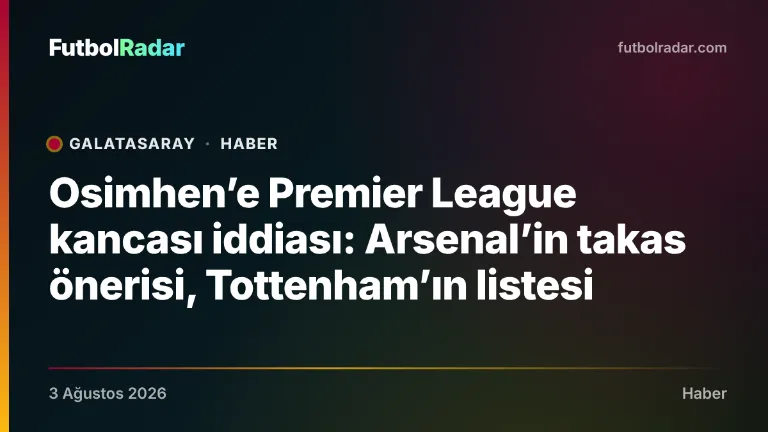 FutbolRadar
futbolradar.com
GALATASARAY · HABER
Osimhen’e Premier League
kancası iddiası: Arsenal’in takas
önerisi, Tottenham’ın listesi
3 Ağustos 2026
Haber